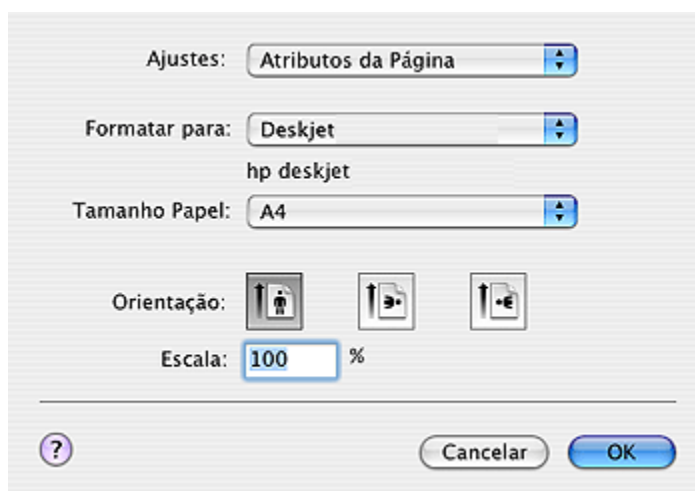 Ajustes: Atributos da Página
Formatar para: Deskjet
hp deskjet
Tamanho Papel: A4
Orientação:
Escala: 100 %
? Cancelar OK